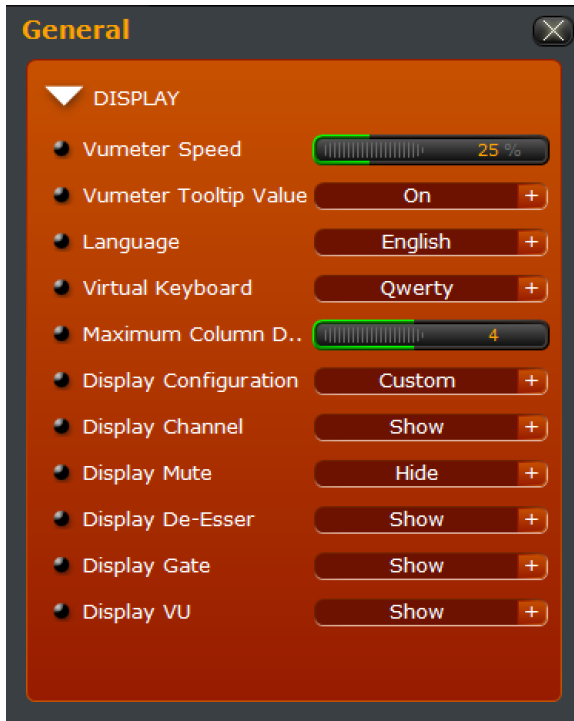 General
DISPLAY
Vumeter Speed 25 %
Vumeter Tooltip Value On +
Language English +
Virtual Keyboard Qwerty +
Maximum Column D.. 4
Display Configuration Custom +
Display Channel Show +
Display Mute Hide +
Display De-Esser Show +
Display Gate Show +
Display VU Show +